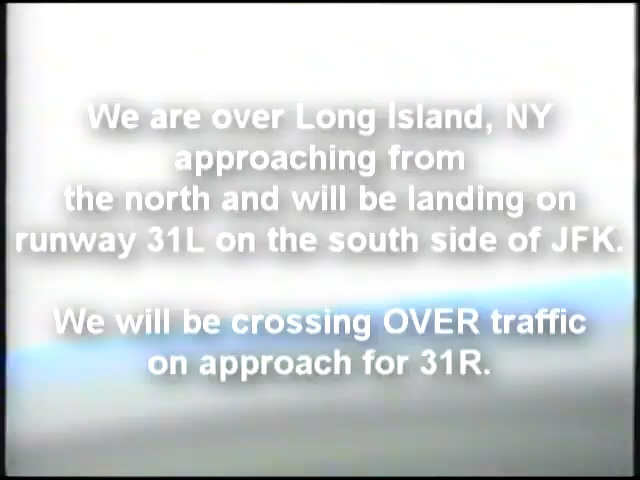 We are over Long Island, NY
approaching from
the north and will be landing on
runway 31L on the south side of JFK.
We will be crossing OVER traffic
on approach for 31R.